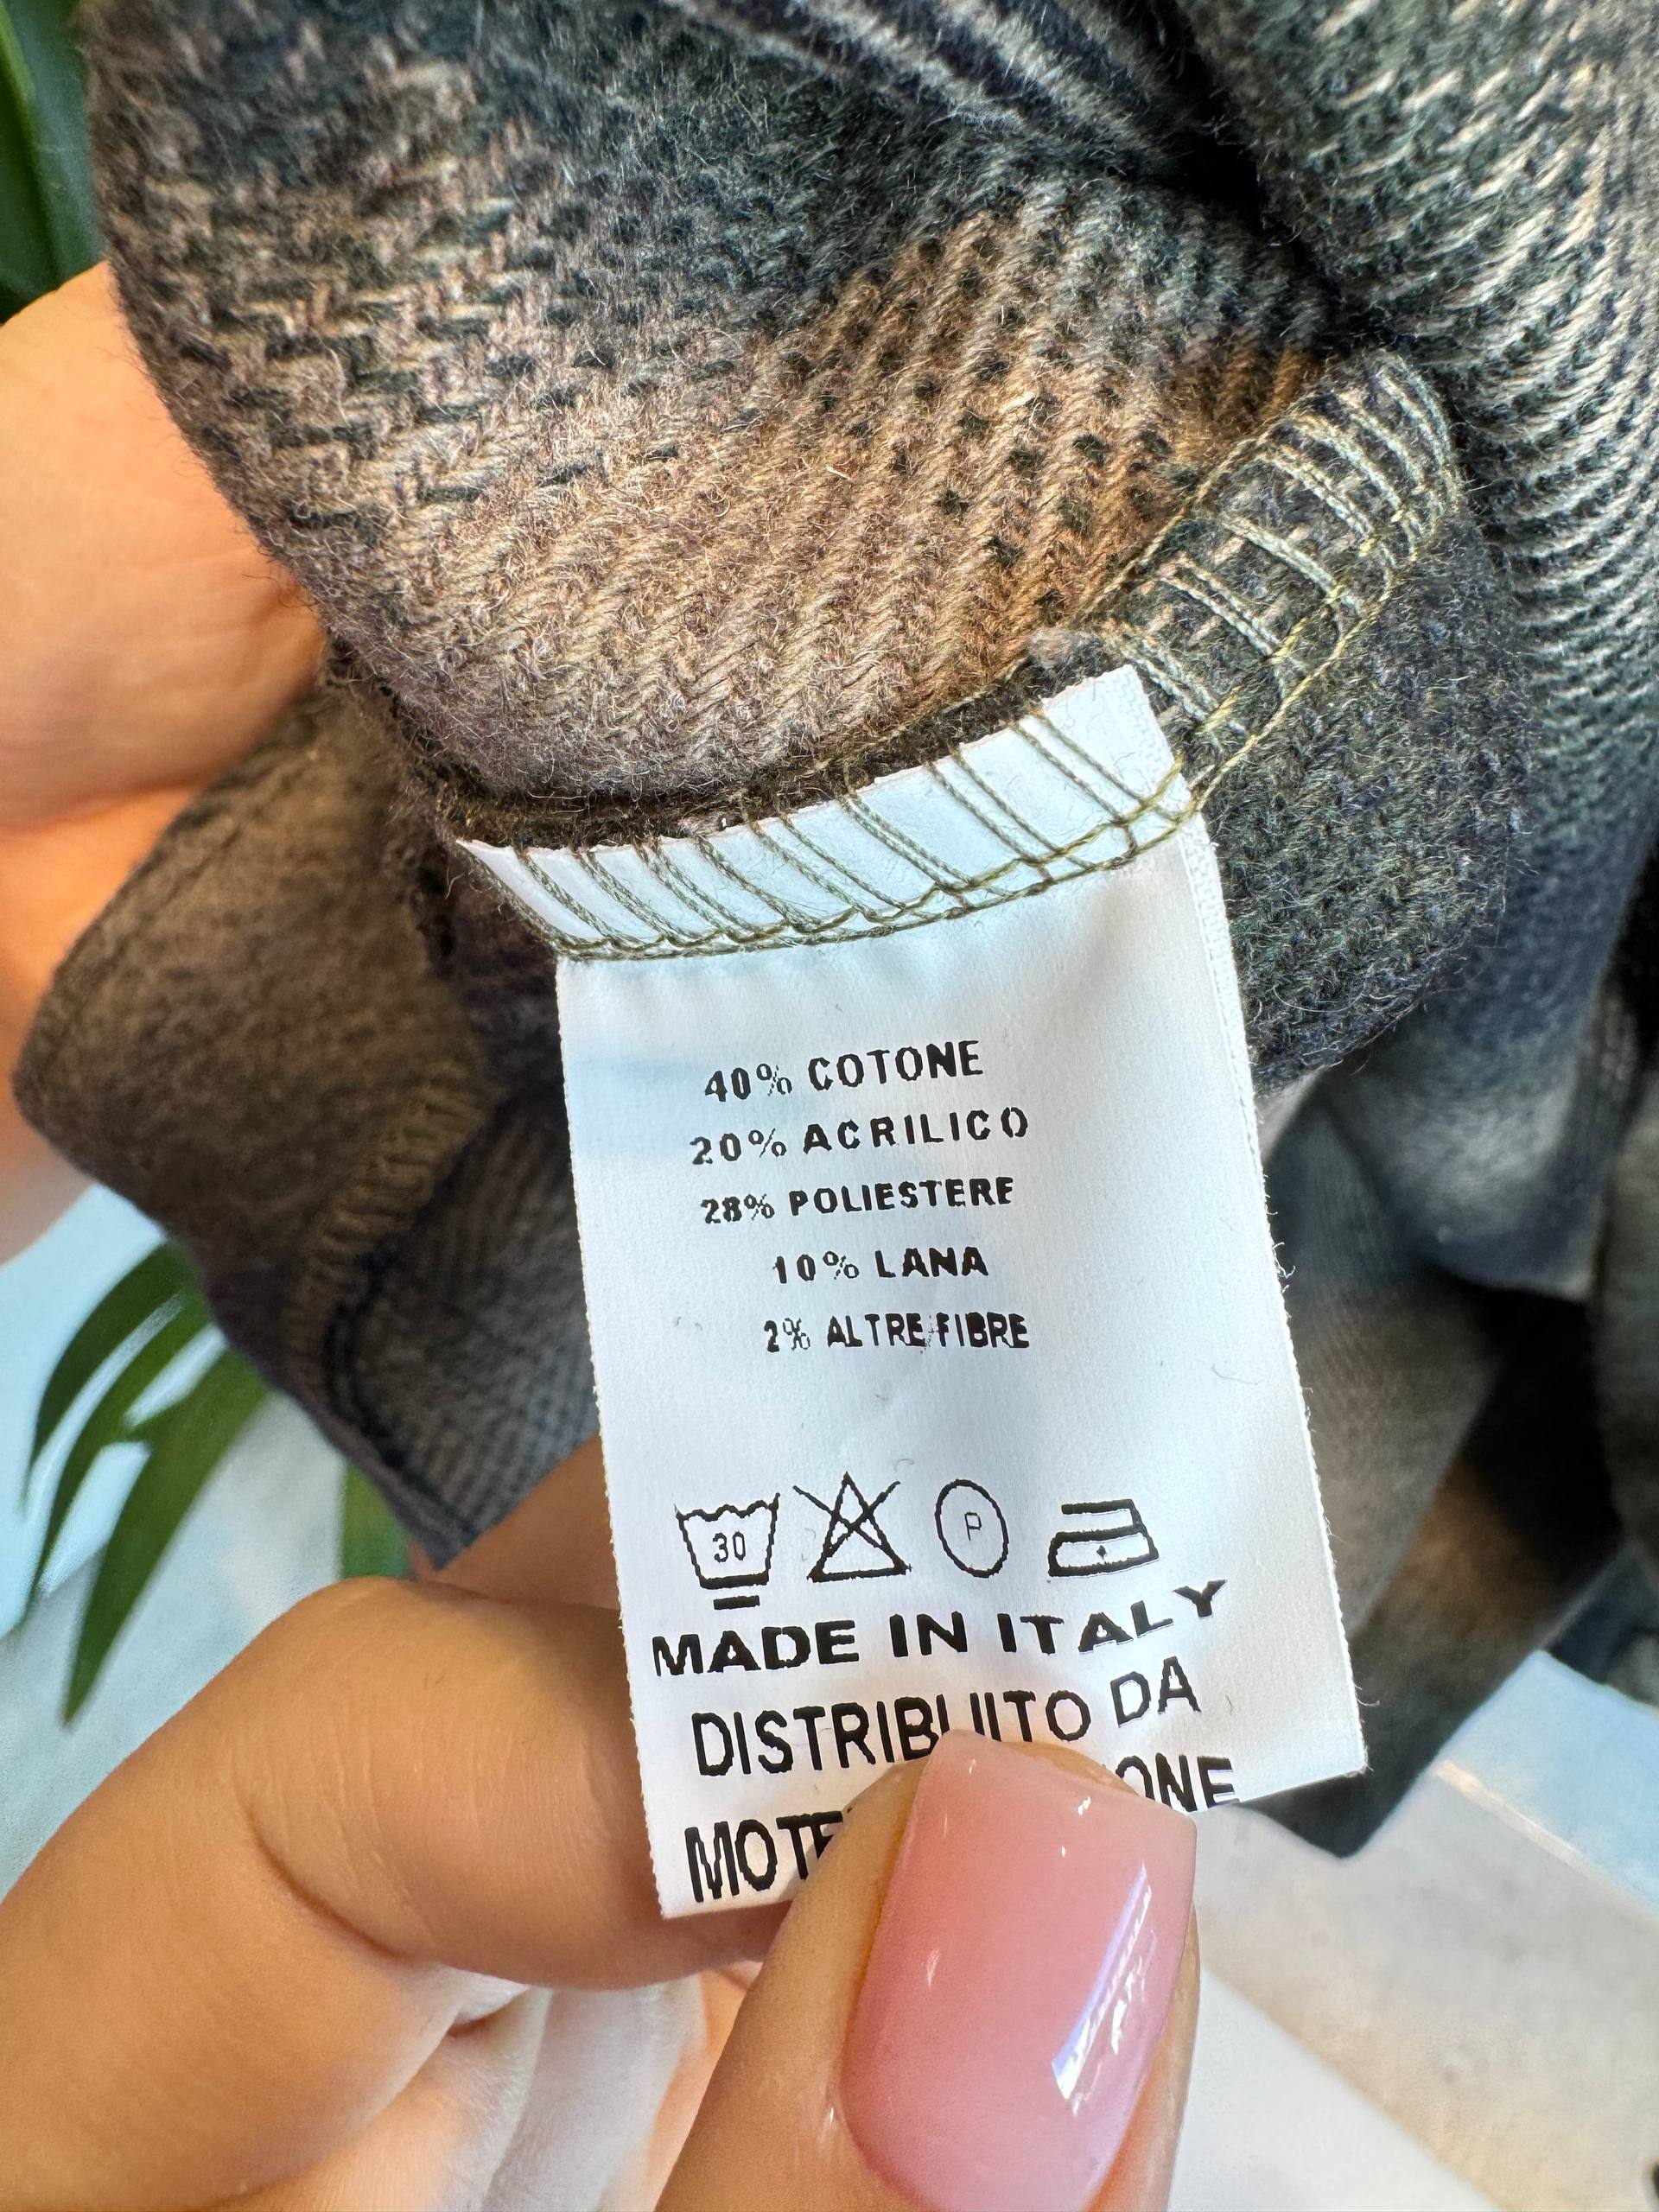 40% COTONE
20% ACRILICO
28% POLIESTERE
10% LANA
2% ALTRE FIBRE
30 P
MADE IN ITALY
DISTRIBUITO DA